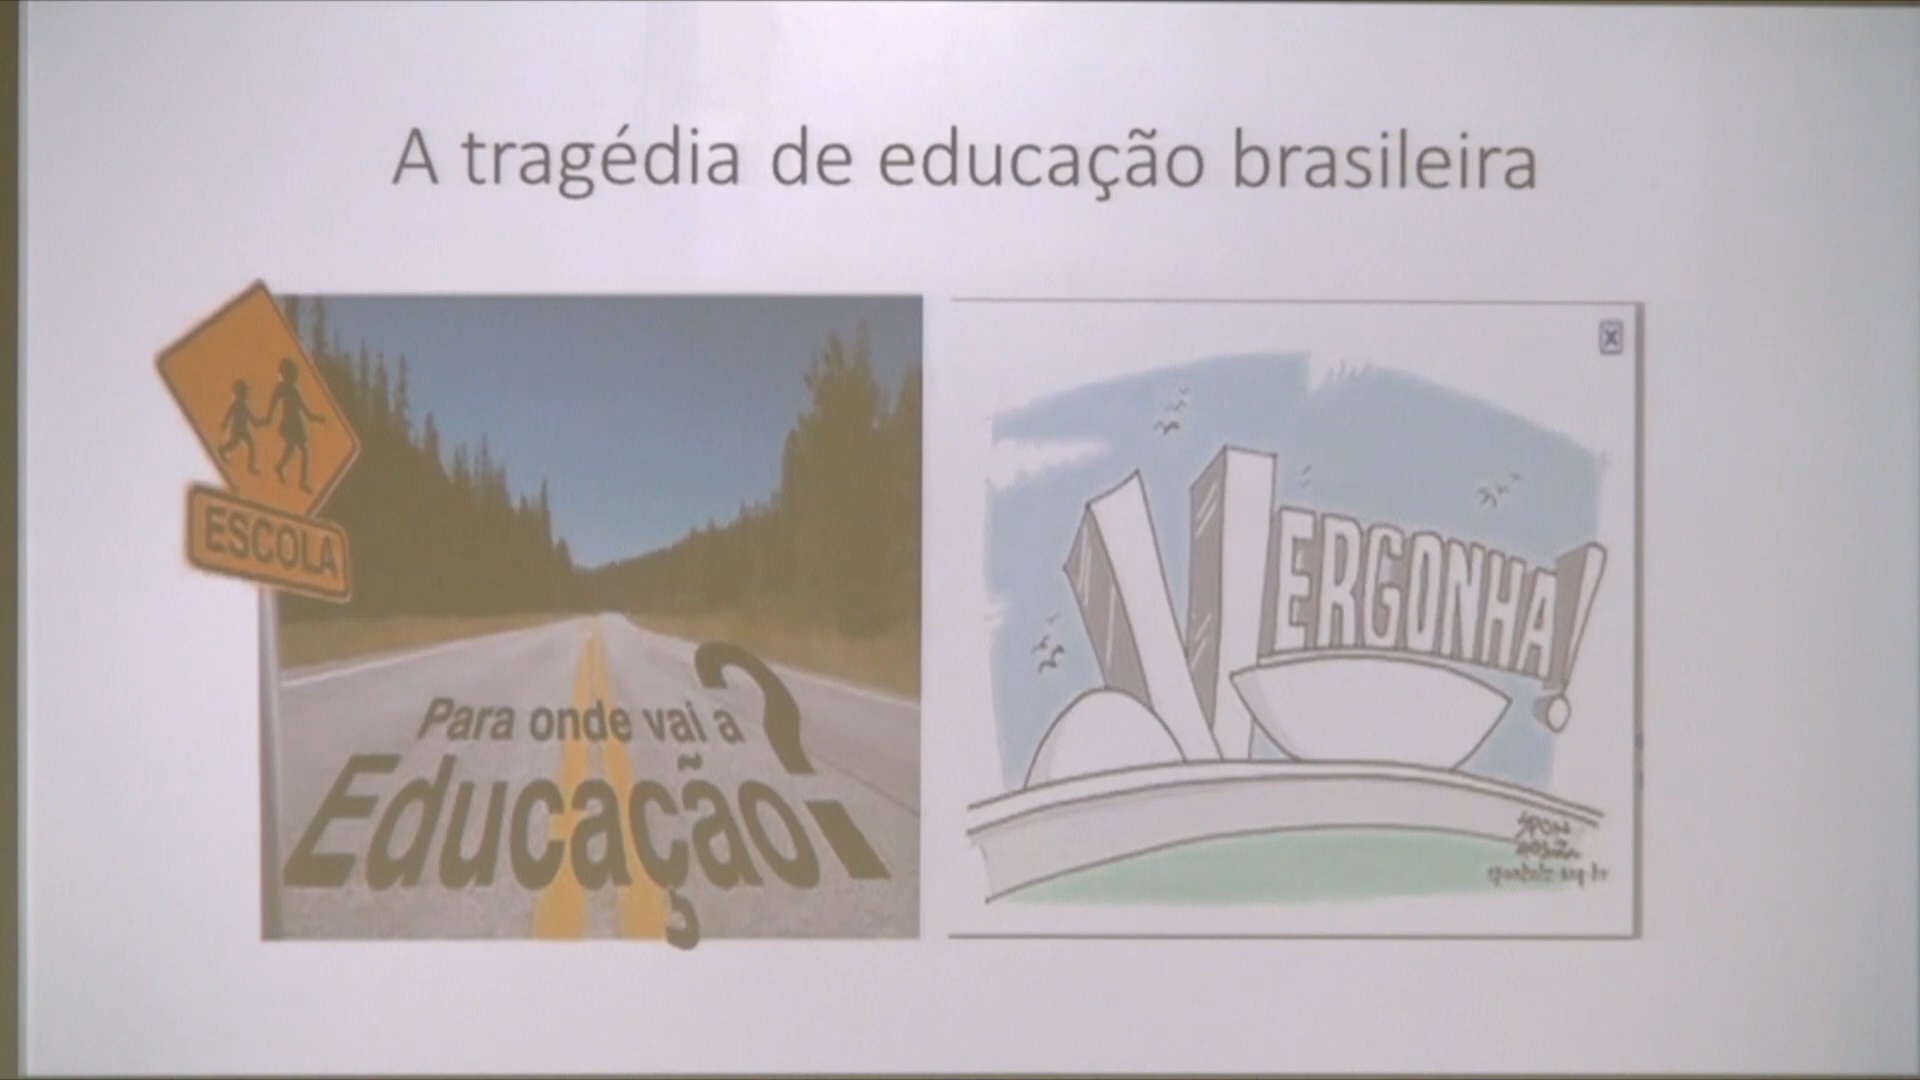 A tragédia de educação brasileira
ESCOLA
Para onde vai a
Educação?
VERGONHA!